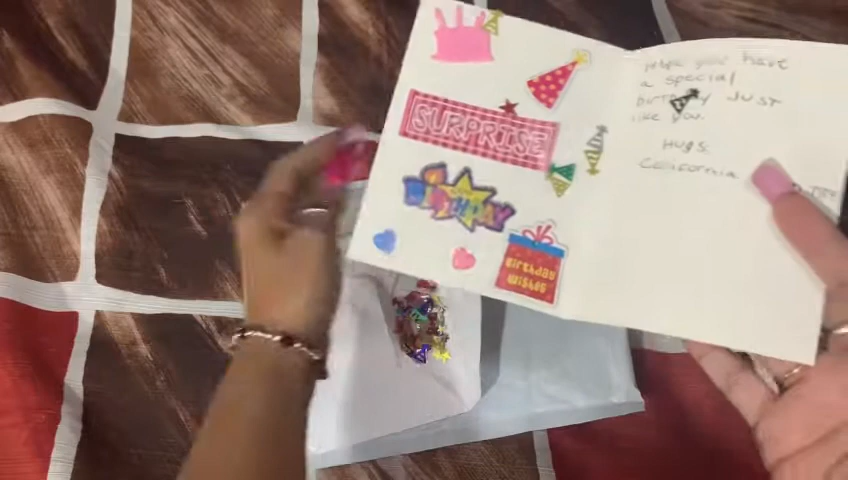 SURPRISE
BIRTHDAY
Birthday
Wishes
Hope you have
a special
JUST
like you.
HUgs
California